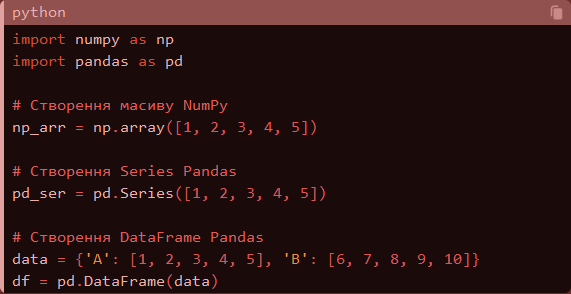 python
import numpy as np
import pandas as pd
# Створення масиву NumPy
np_arr = np.array([1, 2, 3, 4, 5])
# Створення Series Pandas
pd_ser = pd.Series([1, 2, 3, 4, 5])
# Створення DataFrame Pandas
data = {'A': [1, 2, 3, 4, 5], 'B': [6, 7, 8, 9, 10]}
df = pd.DataFrame(data)